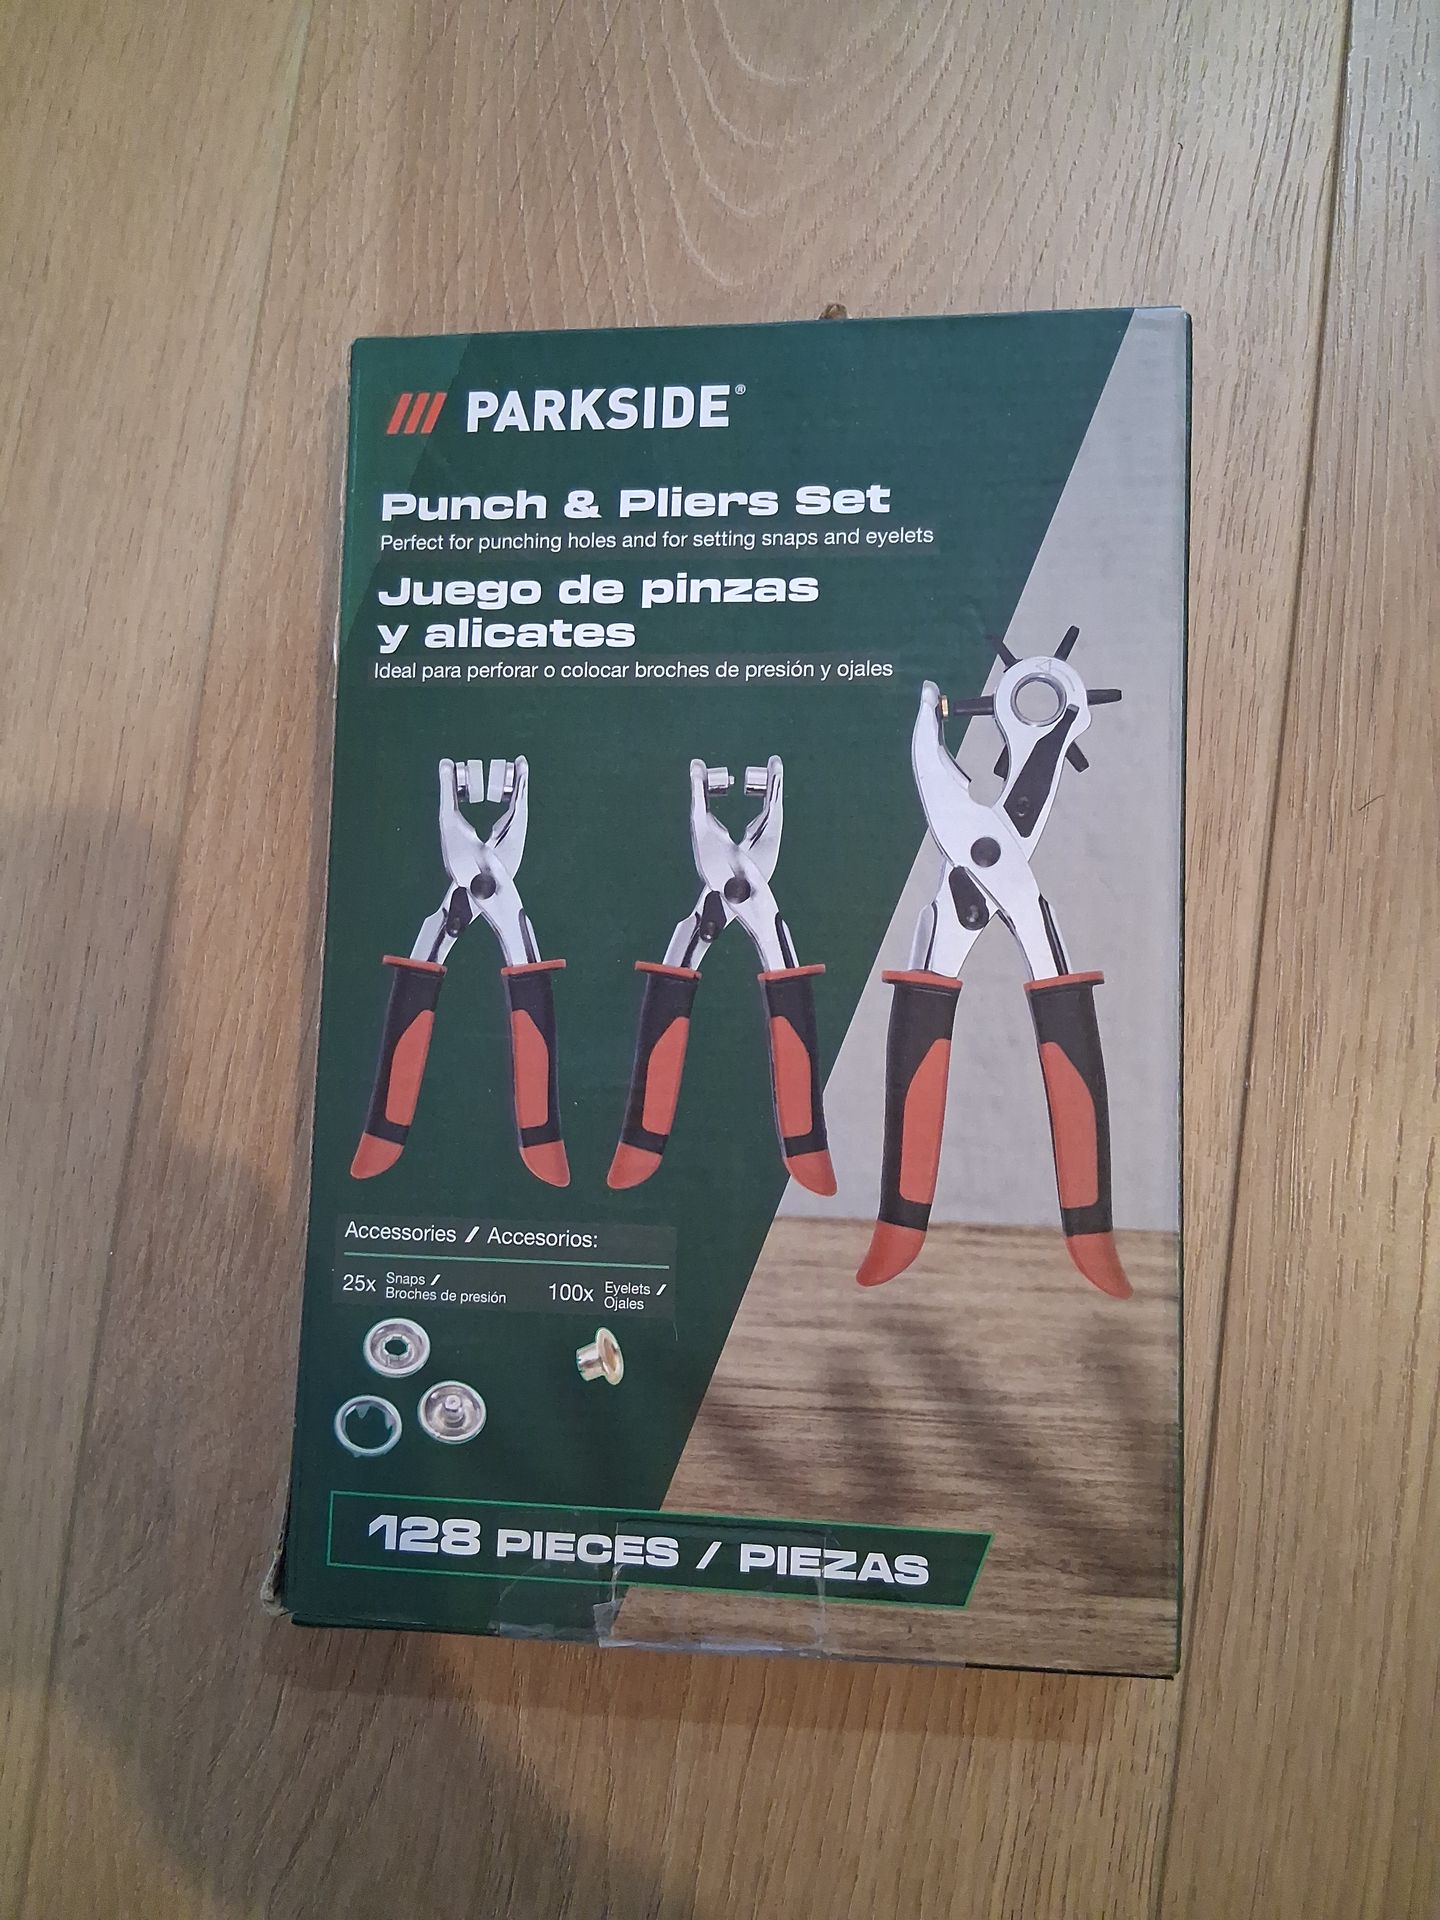 PARKSIDE®
Punch & Pliers Set
Perfect for punching holes and for setting snaps and eyelets
Juego de pinzas
y alicates
Ideal para perforar o colocar broches de presión y ojales
Accessories / Accesorios:
25x Snaps /
Broches de presión
100x Eyelets /
Ojales
128 PIECES / PIEZAS